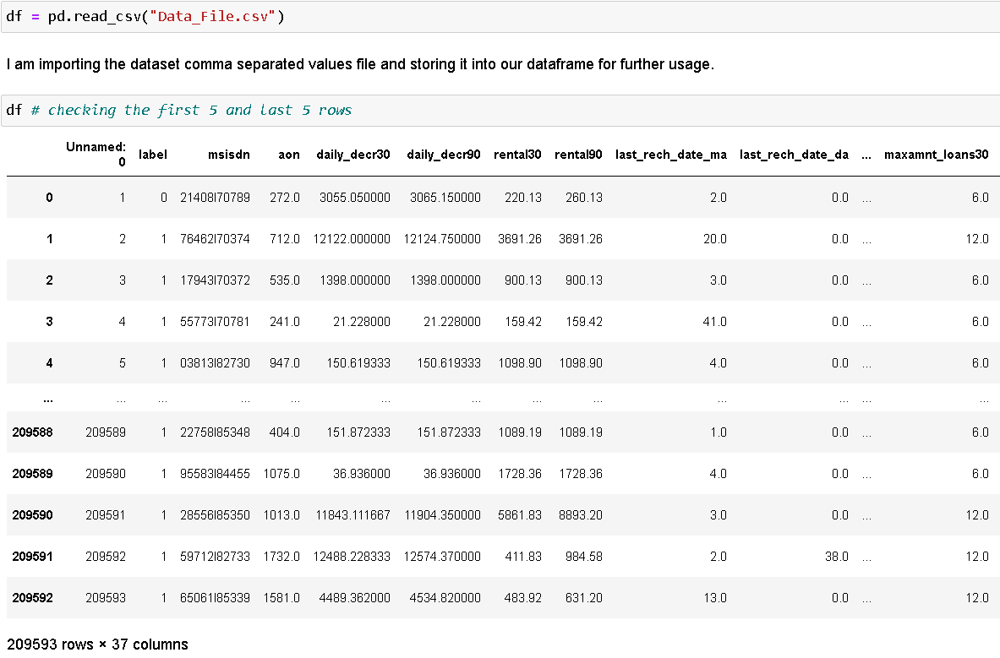 df = pd.read_csv("Data_File.csv")
I am importing the dataset comma separated values file and storing it into our dataframe for further usage.
df # checking the first 5 and last 5 rows
Unnamed: 0 label msisdn aon daily_decr30 daily_decr90 rental30 rental90 last_rech_date_ma last_rech_date_da ... maxamnt_loans30
0 1 0 21408I70789 272.0 3055.050000 3065.150000 220.13 260.13 2.0 0.0 ... 6.0
1 2 1 76462I70374 712.0 12122.000000 12124.750000 3691.26 3691.26 20.0 0.0 ... 12.0
2 3 1 17943I70372 535.0 1398.000000 1398.000000 900.13 900.13 3.0 0.0 ... 6.0
3 4 1 55773I70781 241.0 21.228000 21.228000 159.42 159.42 41.0 0.0 ... 6.0
4 5 1 03813I82730 947.0 150.619333 150.619333 1098.90 1098.90 4.0 0.0 ... 6.0
... ... ... ... ... ... ... ... ... ... ... ... ...
209588 209589 1 22758I85348 404.0 151.872333 151.872333 1089.19 1089.19 1.0 0.0 ... 6.0
209589 209590 1 95583I84455 1075.0 36.936000 36.936000 1728.36 1728.36 4.0 0.0 ... 6.0
209590 209591 1 28556I85350 1013.0 11843.111667 11904.350000 5861.83 8893.20 3.0 0.0 ... 12.0
209591 209592 1 59712I82733 1732.0 12488.228333 12574.370000 411.83 984.58 2.0 38.0 ... 12.0
209592 209593 1 65061I85339 1581.0 4489.362000 4534.820000 483.92 631.20 13.0 0.0 ... 12.0
209593 rows × 37 columns